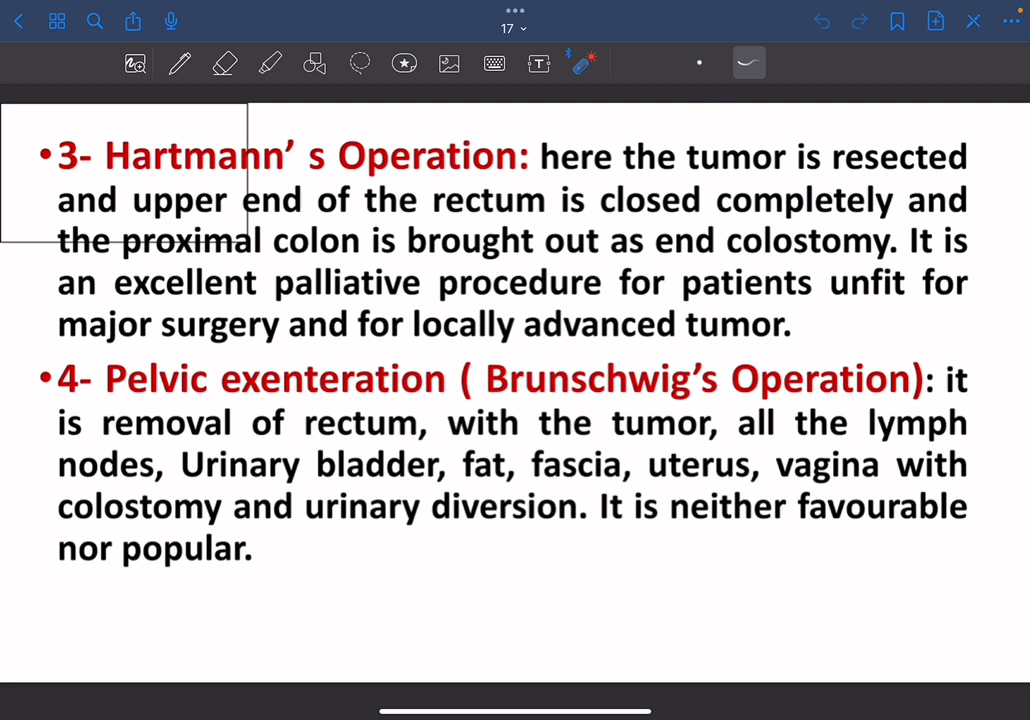 17
•3- Hartmann’ s Operation: here the tumor is resected
and upper end of the rectum is closed completely and
the proximal colon is brought out as end colostomy. It is
an excellent palliative procedure for patients unfit for
major surgery and for locally advanced tumor.
•4- Pelvic exenteration ( Brunschwig’s Operation): it
is removal of rectum, with the tumor, all the lymph
nodes, Urinary bladder, fat, fascia, uterus, vagina with
colostomy and urinary diversion. It is neither favourable
nor popular.